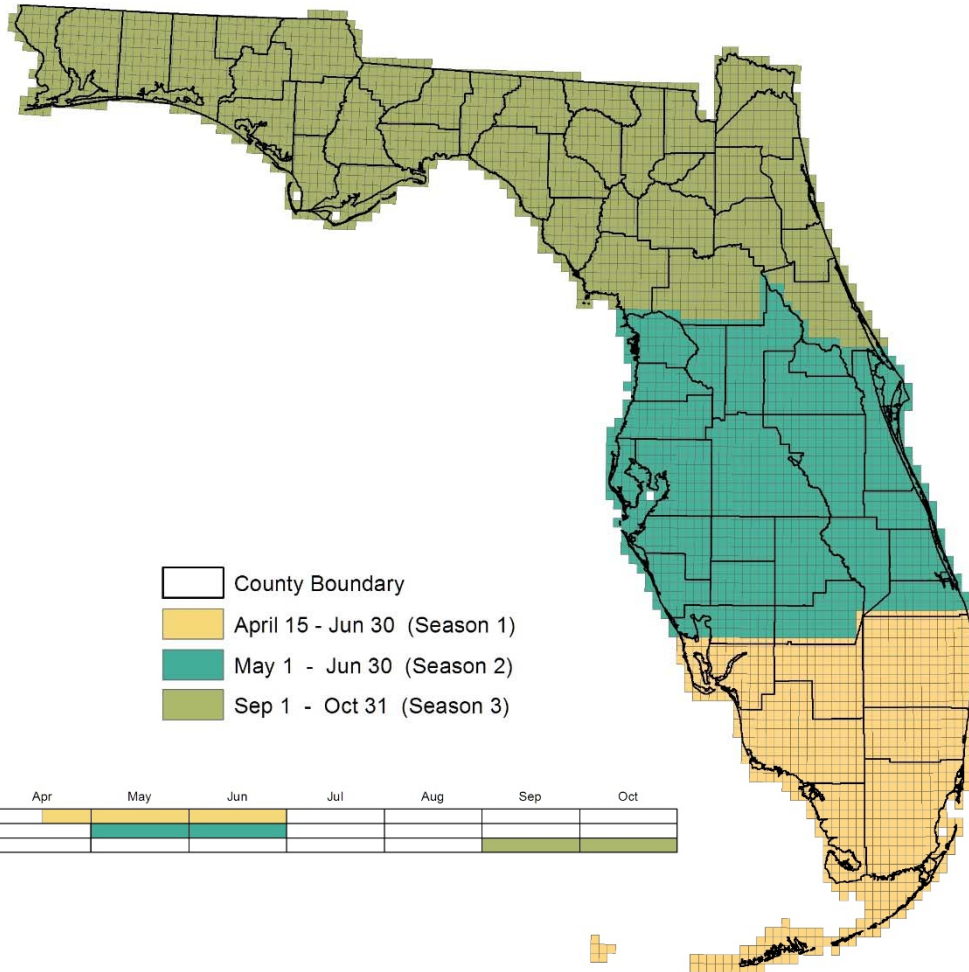 County Boundary
April 15 - Jun 30 (Season 1)
May 1 - Jun 30 (Season 2)
Sep 1 - Oct 31 (Season 3)
Apr May Jun Jul Aug Sep Oct